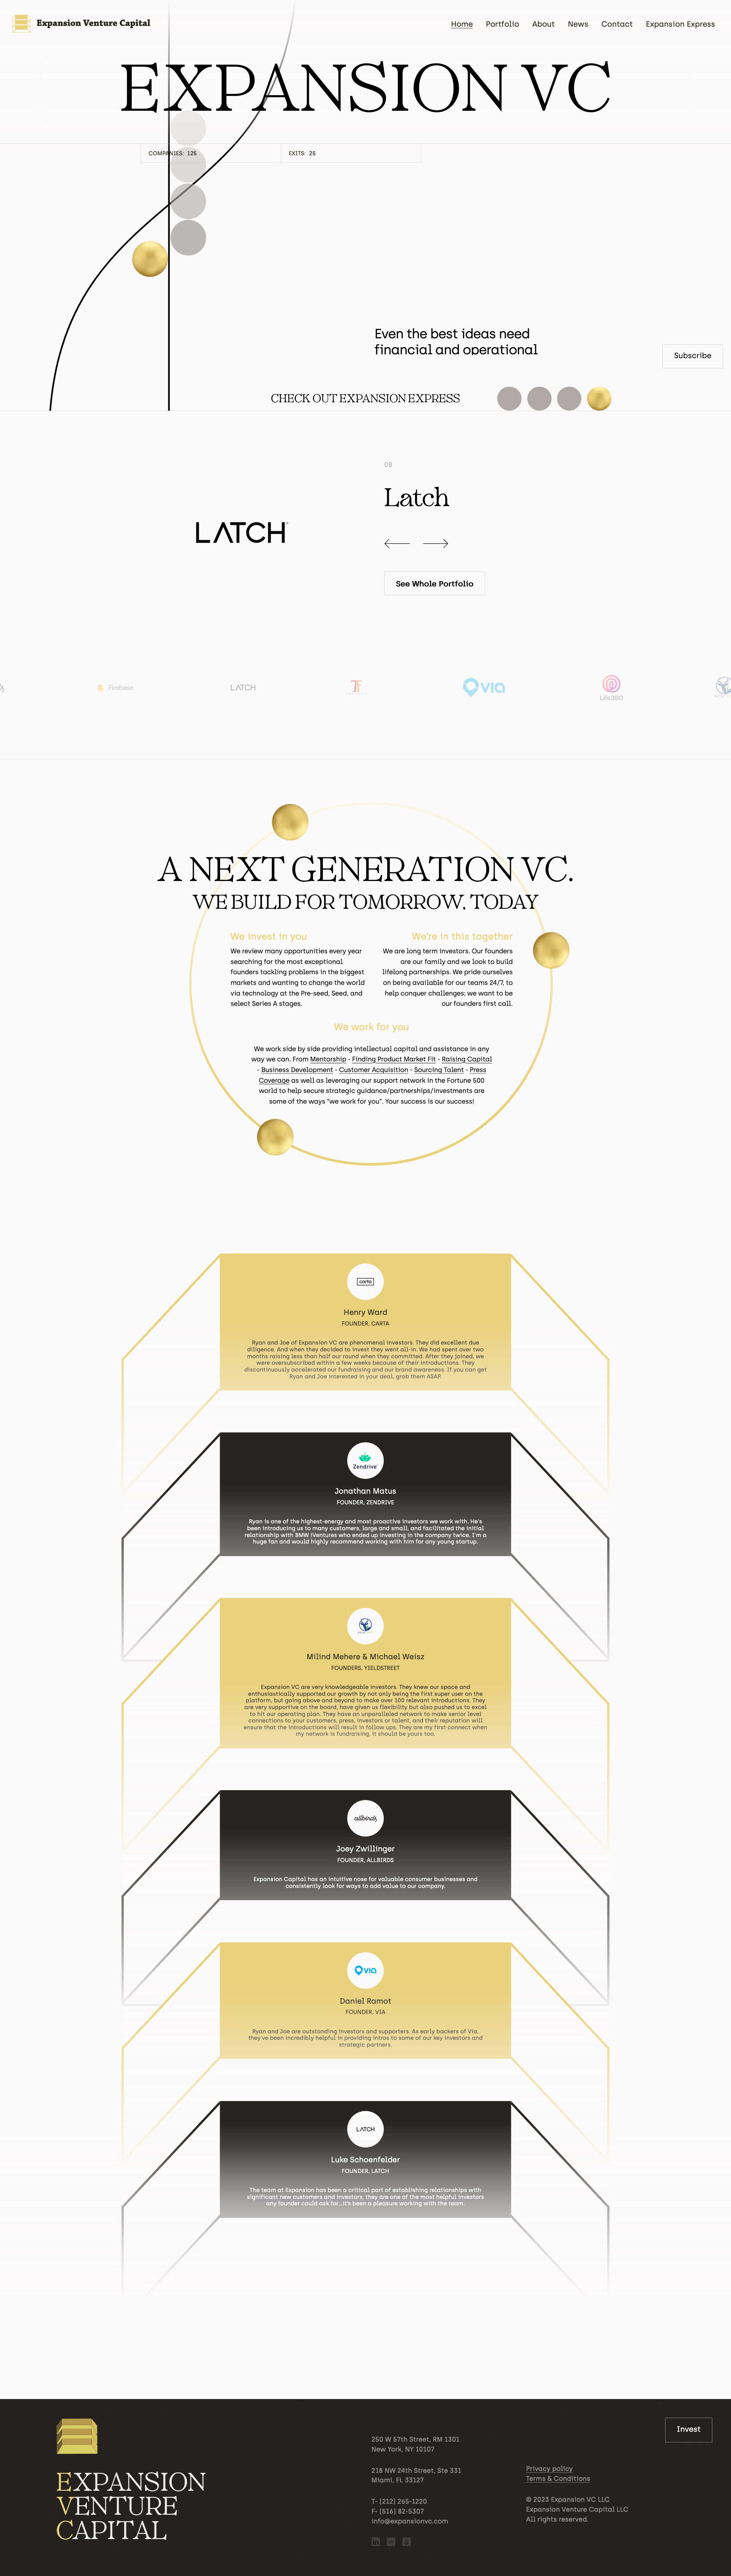 Expansion Venture Capital
Home Portfolio About News Contact Expansion Express
EXPANSION VC
COMPANIES: 125 EXITS: 25
Even the best ideas need
financial and operational
Subscribe
CHECK OUT EXPANSION EXPRESS
08
Latch
LATCH
See Whole Portfolio
Firebase LATCH TF via Life360
A NEXT GENERATION VC.
WE BUILD FOR TOMORROW, TODAY
We invest in you
We review many opportunities every year
searching for the most exceptional
founders tackling problems in the biggest
markets and wanting to change the world
via technology at the Pre-seed, Seed, and
select Series A stages.
We're in this together
We are long term investors. Our founders
are our family and we look to build
lifelong partnerships. We pride ourselves
on being available for our teams 24/7, to
help conquer challenges; we want to be
our founders first call.
We work for you
We work side by side providing intellectual capital and assistance in any
way we can. From Mentorship - Finding Product Market Fit - Raising Capital
- Business Development - Customer Acquisition - Sourcing Talent - Press
Coverage as well as leveraging our support network in the Fortune 500
world to help secure strategic guidance/partnerships/investments are
some of the ways "we work for you". Your success is our success!
carta
Henry Ward
FOUNDER, CARTA
Ryan and Joe of Expansion VC are phenomenal investors. They did excellent due
diligence. And when they decided to invest they went all-in. We had spent over two
months raising less than half our round when they committed. After they joined, we
were oversubscribed within a few weeks because of their introductions. They
discontinuously accelerated our fundraising and our brand awareness. If you can get
Ryan and Joe interested in your deal, grab them ASAP.
Zendrive
Jonathan Matus
FOUNDER, ZENDRIVE
Ryan is one of the highest-energy and most proactive investors we work with. He's
been introducing us to many customers, large and small, and facilitated the initial
relationship with BMW iVentures who ended up investing in the company twice. I'm a
huge fan and would highly recommend working with him for any young startup.
Milind Mehere & Michael Weisz
FOUNDERS, YIELDSTREET
Expansion VC are very knowledgeable investors. They knew our space and
enthusiastically supported our growth by not only being the first super user on the
platform, but going above and beyond to make over 100 relevant introductions. They
are very supportive on the board, have given us flexibility but also pushed us to excel
to hit our operating plan. They have an unparalleled network to make senior level
connections to your customers, press, investors or talent, and their reputation will
ensure that the introductions will result in follow ups. They are my first connect when
my network is fundraising, it should be yours too.
allbirds
Joey Zwillinger
FOUNDER, ALLBIRDS
Expansion Capital has an intuitive nose for valuable consumer businesses and
consistently look for ways to add value to our company.
via
Daniel Ramot
FOUNDER, VIA
Ryan and Joe are outstanding investors and supporters. As early backers of Via,
they've been incredibly helpful in providing intros to some of our key investors and
strategic partners.
LATCH
Luke Schoenfelder
FOUNDER, LATCH
The team at Expansion has been a critical part of establishing relationships with
significant new customers and investors; they are one of the most helpful investors
any founder could ask for...it's been a pleasure working with the team.
EXPANSION
VENTURE
CAPITAL
250 W 57th Street, RM 1301
New York, NY 10107
218 NW 24th Street, Ste 331
Miami, FL 33127
T- (212) 265-1220
F- (516) 82-5307
info@expansionvc.com
Invest
Privacy policy
Terms & Conditions
© 2023 Expansion VC LLC
Expansion Venture Capital LLC
All rights reserved.